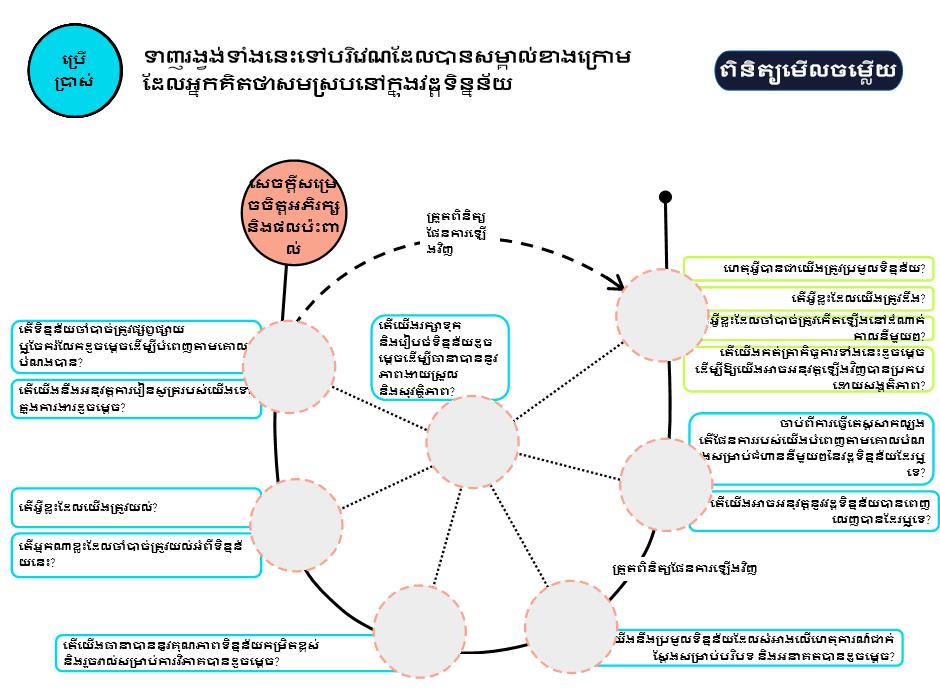 ប្រើ
ប្រាស់
ទាញរង្វង់ទាំងនេះទៅបរិវេណដែលបានសម្គាល់ខាងក្រោម
ដែលអ្នកគិតថាសមស្របនៅក្នុងវដ្តទិន្នន័យ
ពិនិត្យមើលចម្លើយ
សេចក្តីសម្រេ
ចចិត្តអភិរក្ស
និងផលប៉ះពា
ល់
ត្រួតពិនិត្យ
ផែនការឡើ
ងវិញ
ហេតុអ្វីបានជាយើងត្រូវប្រមូលទិន្នន័យ?
តើអ្វីខ្លះដែលយើងត្រូវដឹង?
អ្វីខ្លះដែលចាំបាច់ត្រូវកើតឡើងនៅដំណាក់
កាលនីមួយៗ?
តើយើងកត់ត្រាកិច្ចការទាំងនេះដូចម្តេច
ដើម្បីឱ្យយើងអាចអនុវត្តឡើងវិញបានប្រកប
ដោយសង្គតិភាព?
តើទិន្នន័យចាំបាច់ត្រូវផ្សព្វផ្សាយ
ឬចែករំលែកដូចម្តេចដើម្បីបំពេញតាមគោល
បំណងបាន?
តើយើងនឹងអនុវត្តការរៀនសូត្ររបស់យើងទៅ
ក្នុងការងារដូចម្តេច?
តើយើងរក្សាទុក
និងរៀបចំទិន្នន័យដូច
ម្តេចដើម្បីធានាបាននូវ
ភាពងាយស្រួល
និងសុវត្ថិភាព?
ចាប់ពីការធ្វើតេស្តសាកល្បង
តើផែនការរបស់យើងបំពេញតាមគោលបំណ
ងសម្រាប់ជំហាននីមួយៗនៃវដ្តទិន្នន័យដែរឬ
ទេ?
តើយើងអាចអនុវត្តនូវវដ្តទិន្នន័យបានពេញ
លេញបានដែរឬទេ?
តើអ្វីខ្លះដែលយើងត្រូវយល់?
តើអ្នកណាខ្លះដែលចាំបាច់ត្រូវយល់អំពីទិន្នន័
យនេះ?
ត្រួតពិនិត្យផែនការឡើងវិញ
តើយើងធានាបាននូវគុណភាពទិន្នន័យកម្រិតខ្ពស់
និងរួចរាល់សម្រាប់ការវិភាគបានដូចម្តេច?
យើងនឹងប្រមូលទិន្នន័យដែលសំអាងលើហេតុការណ៍ជាក់
ស្តែងសម្រាប់បរិបទ និងអនាគតបានដូចម្តេច?